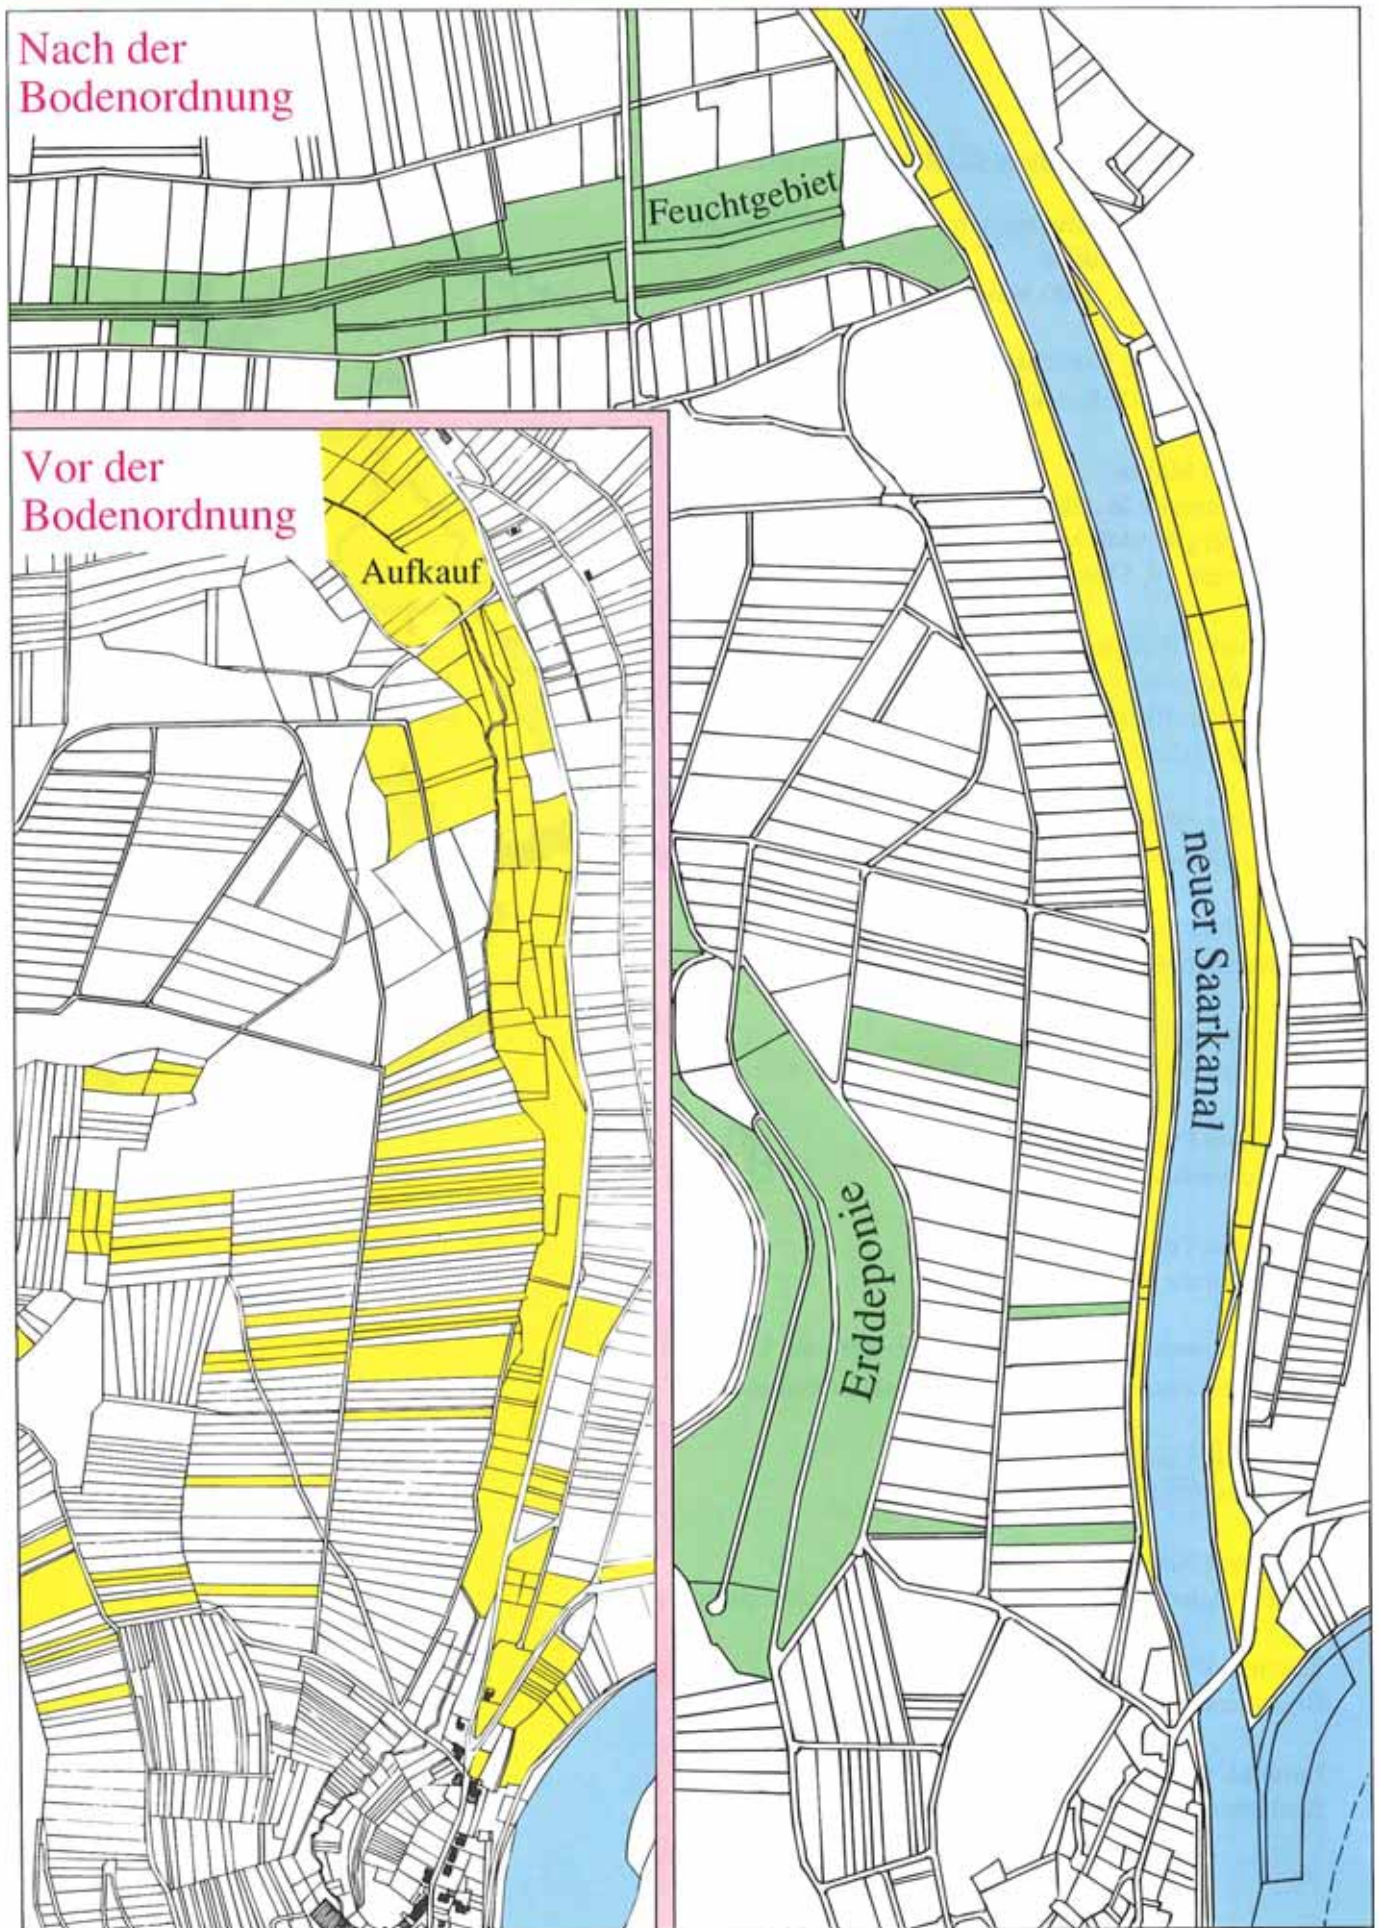 Nach der
Bodenordnung
Feuchtgebiet
Vor der
Bodenordnung
Aufkauf
neuer Saarkanal
Erddeponie